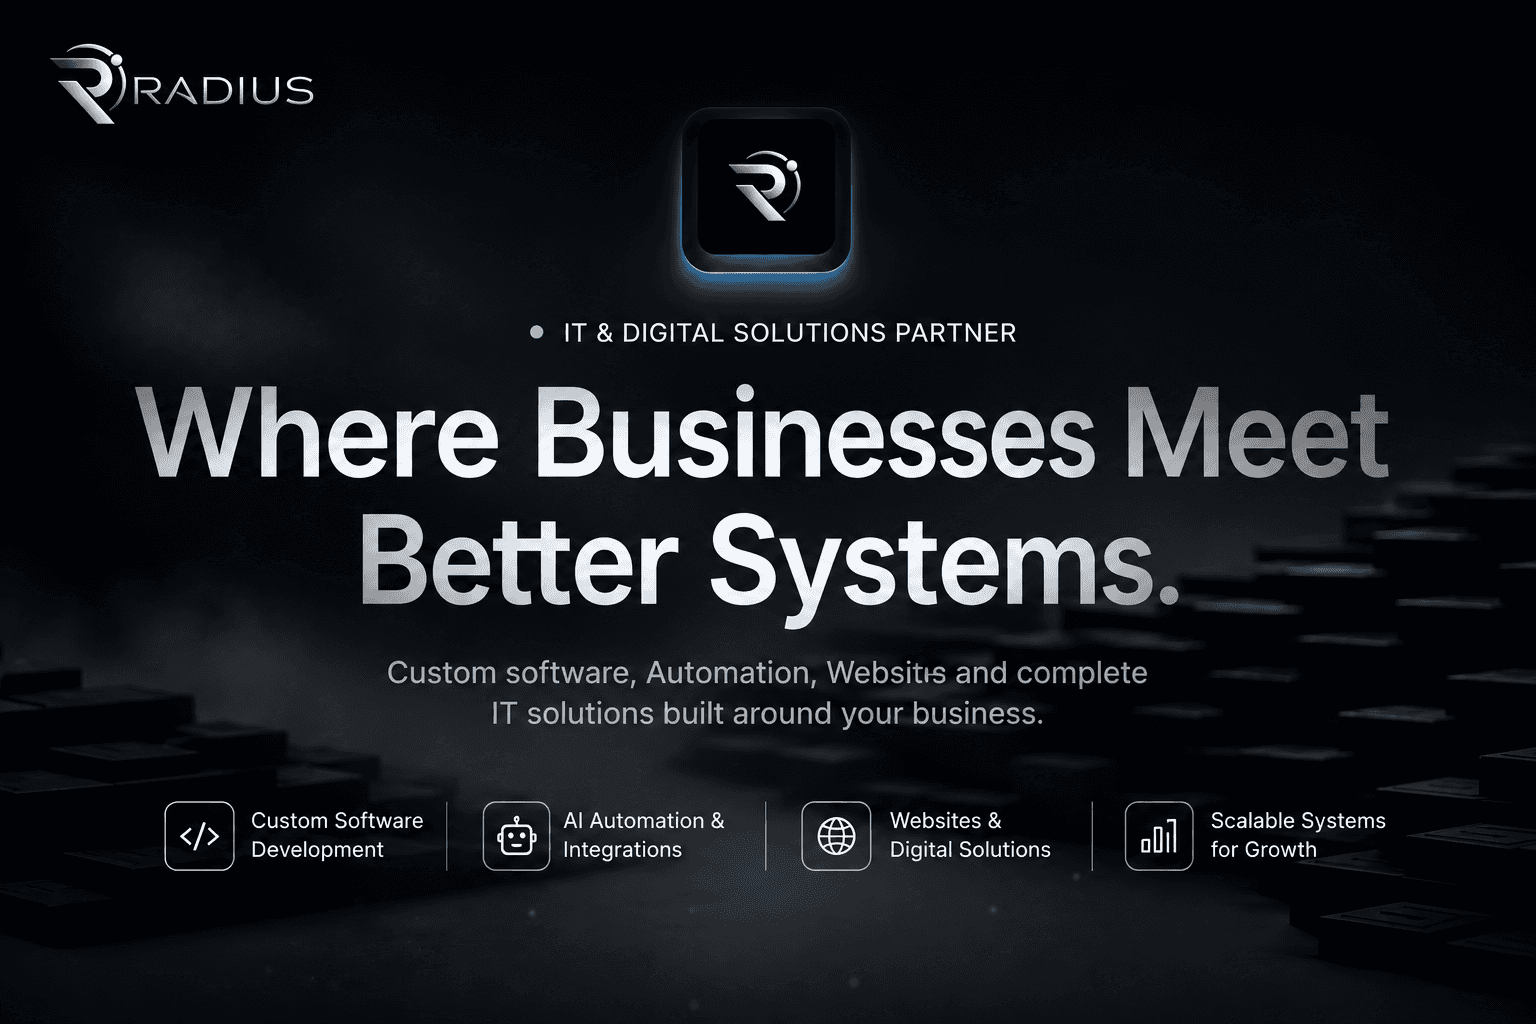 RADIUS
IT & DIGITAL SOLUTIONS PARTNER
Where Businesses Meet
Better Systems.
Custom software, Automation, and complete
IT solutions built around your business.
Custom Software
Development
AI Automation &
Integrations
Websites &
Digital Solutions
Scalable Systems
for Growth